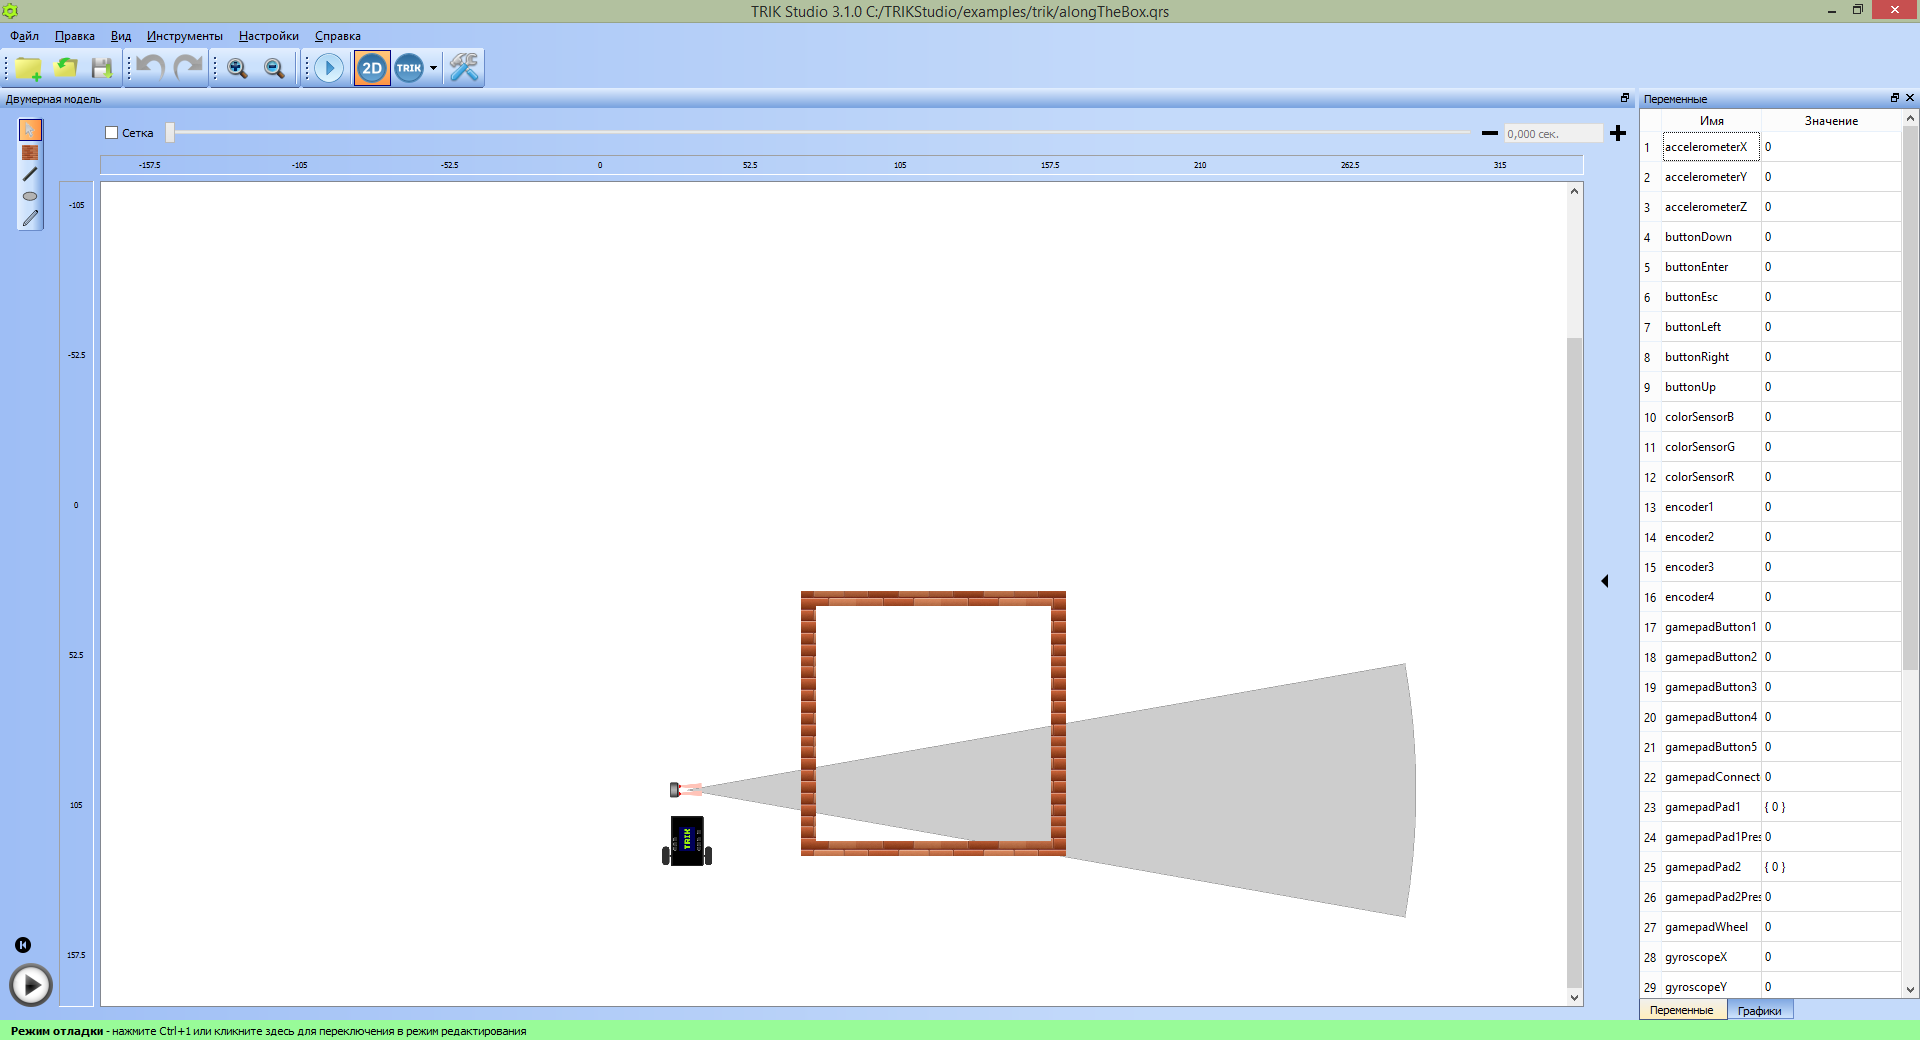 TRIK Studio 3.1.0 C:/TRIKStudio/examples/trik/alongTheBox.qrs
Файл Правка Вид Инструменты Настройки Справка
2D TRIK
Двумерная модель
Переменные
Сетка
0,000 сек.
-157.5 -105 -52.5 0 52.5 105 157.5 210 262.5 315
-105
-52.5
0
52.5
105
157.5
TRIK
Имя Значение
1 accelerometerX 0
2 accelerometerY 0
3 accelerometerZ 0
4 buttonDown 0
5 buttonEnter 0
6 buttonEsc 0
7 buttonLeft 0
8 buttonRight 0
9 buttonUp 0
10 colorSensorB 0
11 colorSensorG 0
12 colorSensorR 0
13 encoder1 0
14 encoder2 0
15 encoder3 0
16 encoder4 0
17 gamepadButton1 0
18 gamepadButton2 0
19 gamepadButton3 0
20 gamepadButton4 0
21 gamepadButton5 0
22 gamepadConnect 0
23 gamepadPad1 { 0 }
24 gamepadPad1Pres 0
25 gamepadPad2 { 0 }
26 gamepadPad2Pres 0
27 gamepadWheel 0
28 gyroscopeX 0
29 gyroscopeY 0
Переменные Графики
Режим отладки - нажмите Ctrl+1 или кликните здесь для переключения в режим редактирования